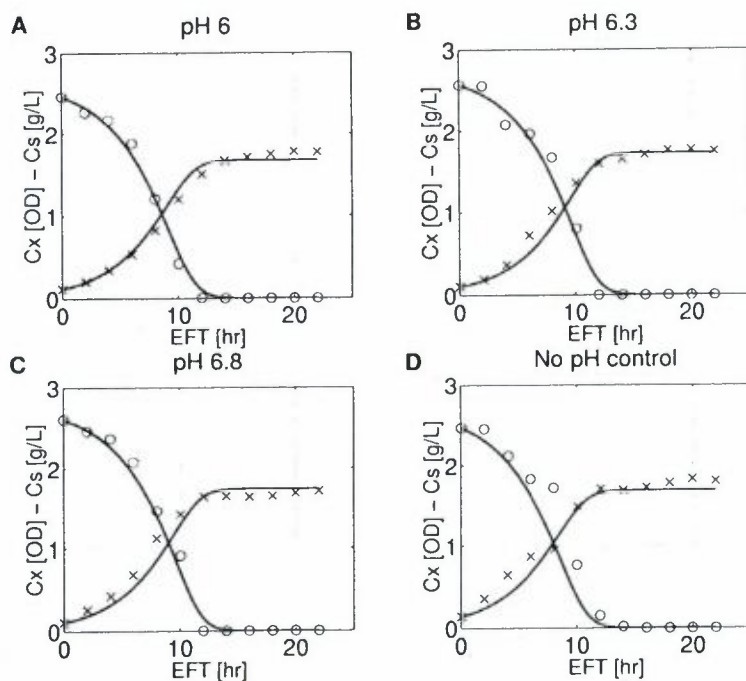 A
pH 6
3
2
1
0
0
10
20
Cx [OD] – Cs [g/L]
EFT [hr]
B
pH 6.3
3
2
1
0
0
10
20
Cx [OD] – Cs [g/L]
EFT [hr]
C
pH 6.8
3
2
1
0
0
10
20
Cx [OD] – Cs [g/L]
EFT [hr]
D
No pH control
3
2
1
0
0
10
20
Cx [OD] – Cs [g/L]
EFT [hr]